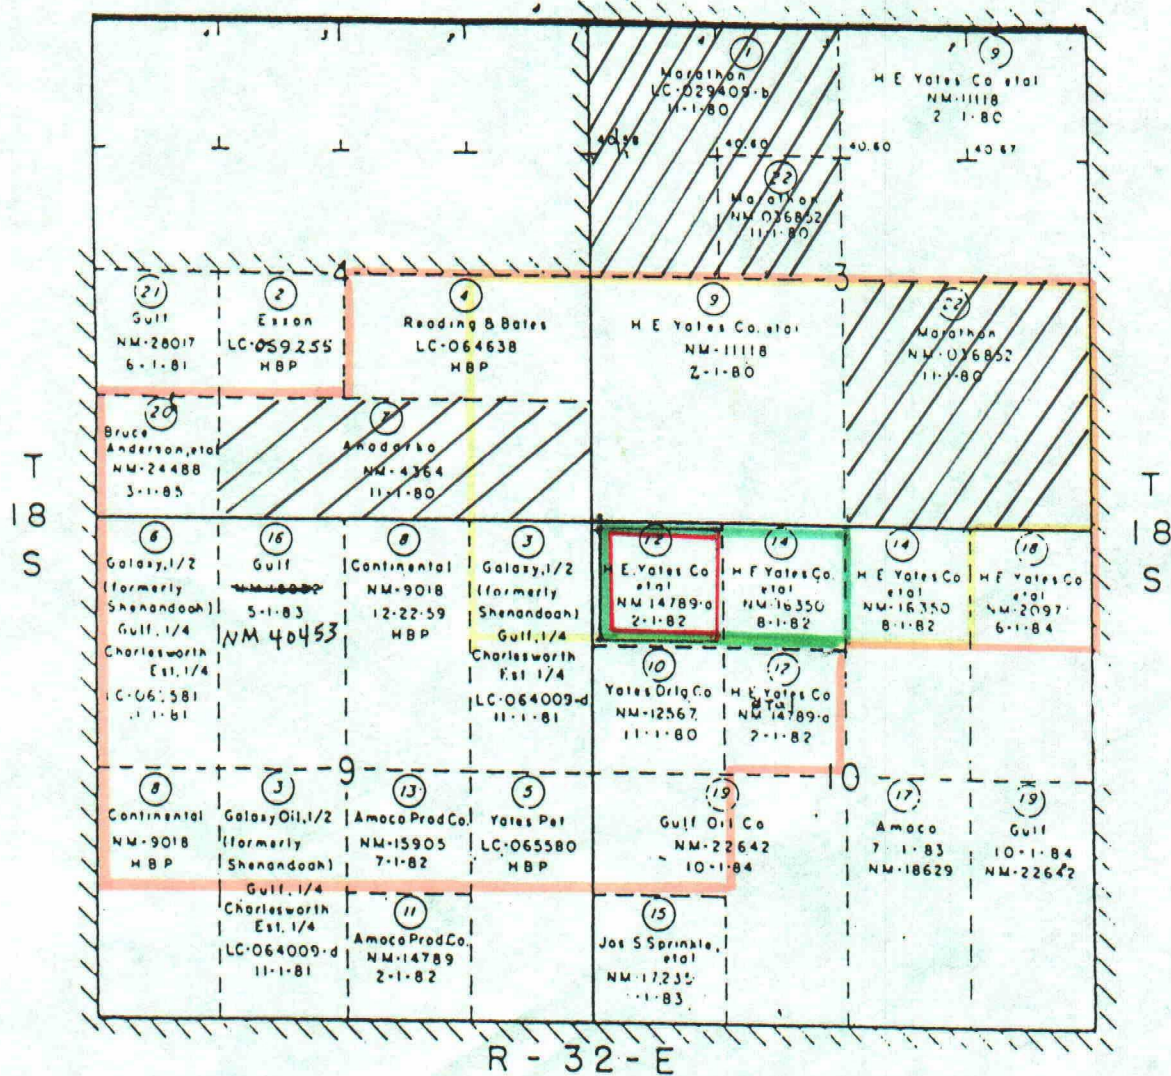 4 3 2
4 3 2
①
Marathon
LC-029409-b
11-1-80
⑨
H E Yates Co etal
NM-11118
2-1-80
40.60 40.60 40.67
㉒
Marathon
NM-036852
11-1-80
4
3
㉑
Gulf
NM-28017
6-1-81
②
Exxon
LC-059255
HBP
④
Reading & Bates
LC-064638
HBP
⑨
H E Yates Co. etal
NM-11118
2-1-80
㉒
Marathon
NM-036852
11-1-80
⑳
Bruce
Anderson, etal
NM-24488
3-1-85
⑦
Anadarko
NM-4364
11-1-80
T
18
S
T
18
S
⑥
Galaxy, 1/2
(formerly
Shenandoah)
Gulf, 1/4
Charlesworth
Est. 1/4
⑯
Gulf
5-1-83
NM 40453
⑧
Continental
NM-9018
12-22-59
HBP
③
Galaxy, 1/2
(formerly
Shenandoah)
Gulf, 1/4
Charlesworth
Est 1/4
LC-064009-d
11-1-81
⑫
H.E. Yates Co
etal
NM 14789-a
2-1-82
⑭
H E Yates Co.
etal
NM-16350
8-1-82
⑭
H E Yates Co
etal
NM-16350
8-1-82
⑱
H E Yates Co
etal
NM-2097
6-1-84
⑩
Yates Drlg Co
NM-12567
11-1-80
⑫
H E Yates Co
etal
NM-14789-a
2-1-82
9
10
⑧
Continental
NM-9018
HBP
③
Galaxy Oil, 1/2
(formerly
Shenandoah)
Gulf, 1/4
Charlesworth
Est. 1/4
LC-064009-d
11-1-81
⑬
Amoco Prod Co.
NM-15905
7-1-82
⑤
Yates Pet
LC-065580
HBP
⑲
Gulf Oil Co
NM-22642
10-1-84
⑰
Amoco
7-1-83
NM-18629
⑲
Gulf
10-1-84
NM-22642
⑪
Amoco Prod.Co.
NM-14789
2-1-82
⑮
Jas S Sprinkle,
etal
R-32-E